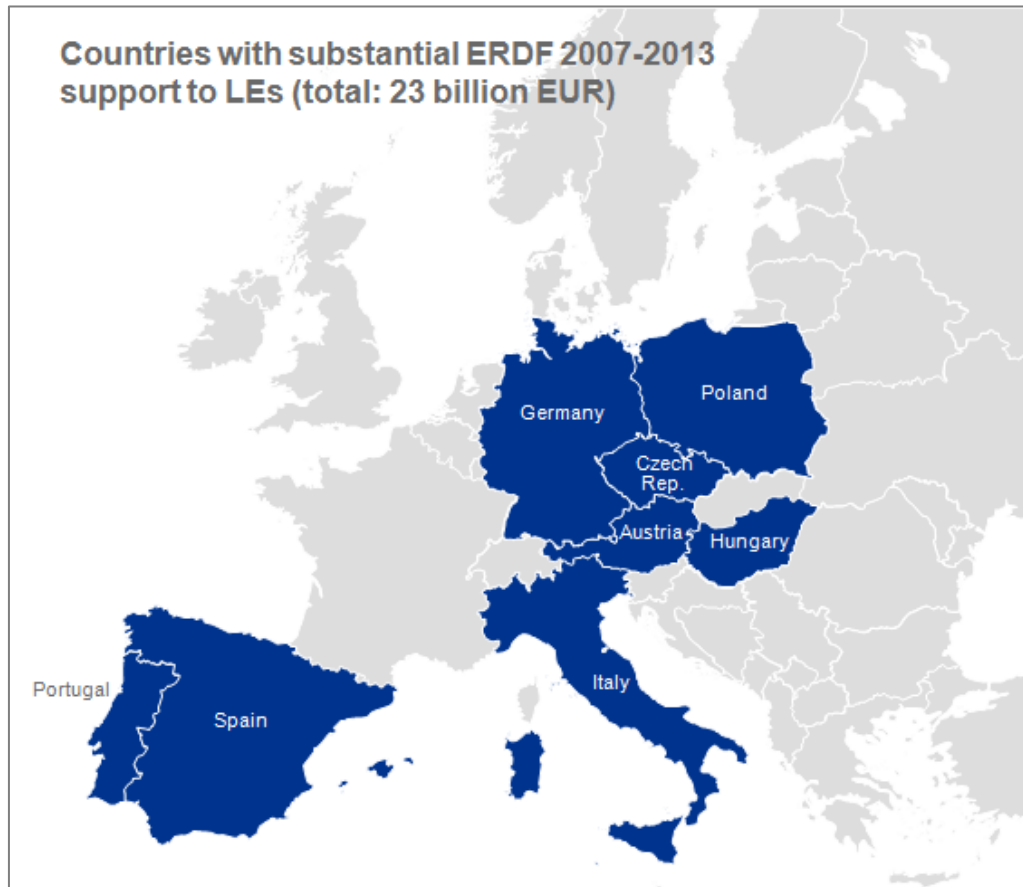 Countries with substantial ERDF 2007-2013
support to LEs (total: 23 billion EUR)
Poland
Germany
Czech
Rep.
Austria
Hungary
Italy
Portugal
Spain